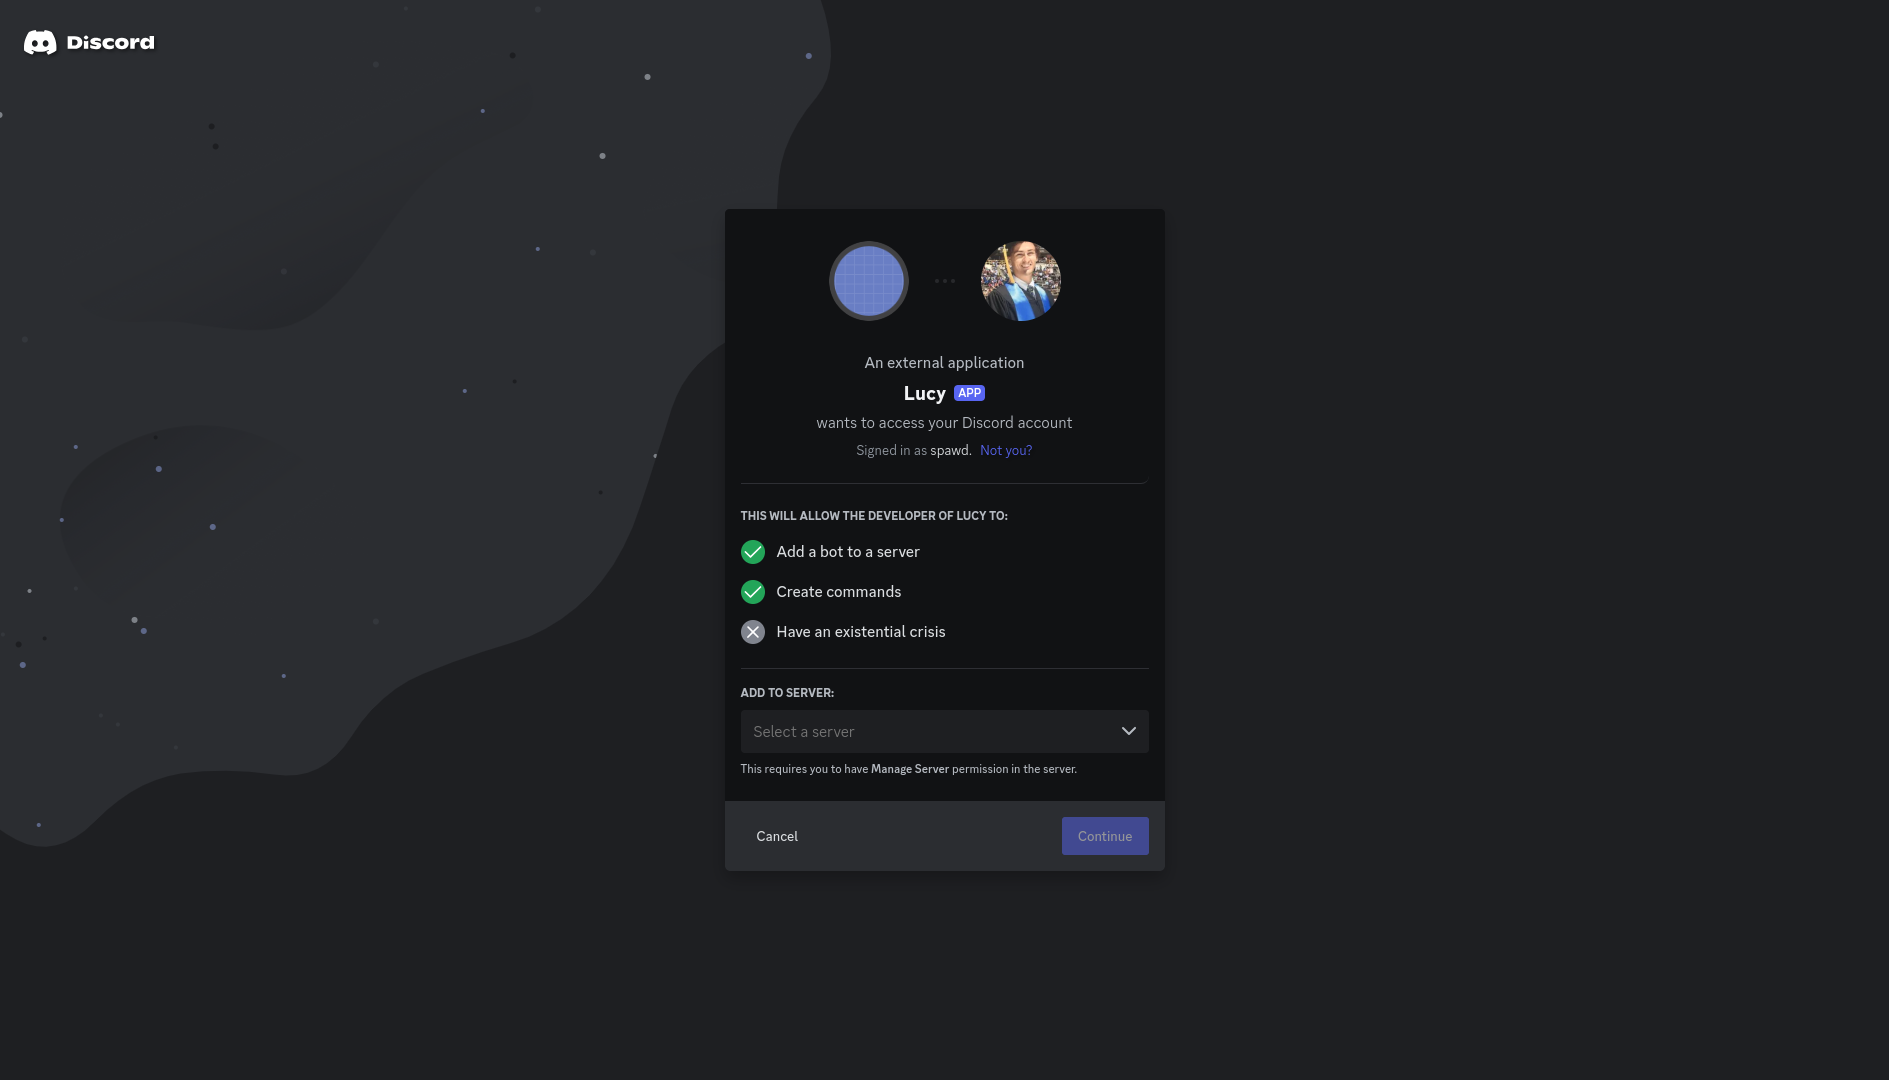 Discord
An external application
Lucy APP
wants to access your Discord account
Signed in as spawd. Not you?
THIS WILL ALLOW THE DEVELOPER OF LUCY TO:
Add a bot to a server
Create commands
Have an existential crisis
ADD TO SERVER:
Select a server
This requires you to have Manage Server permission in the server.
Cancel
Continue